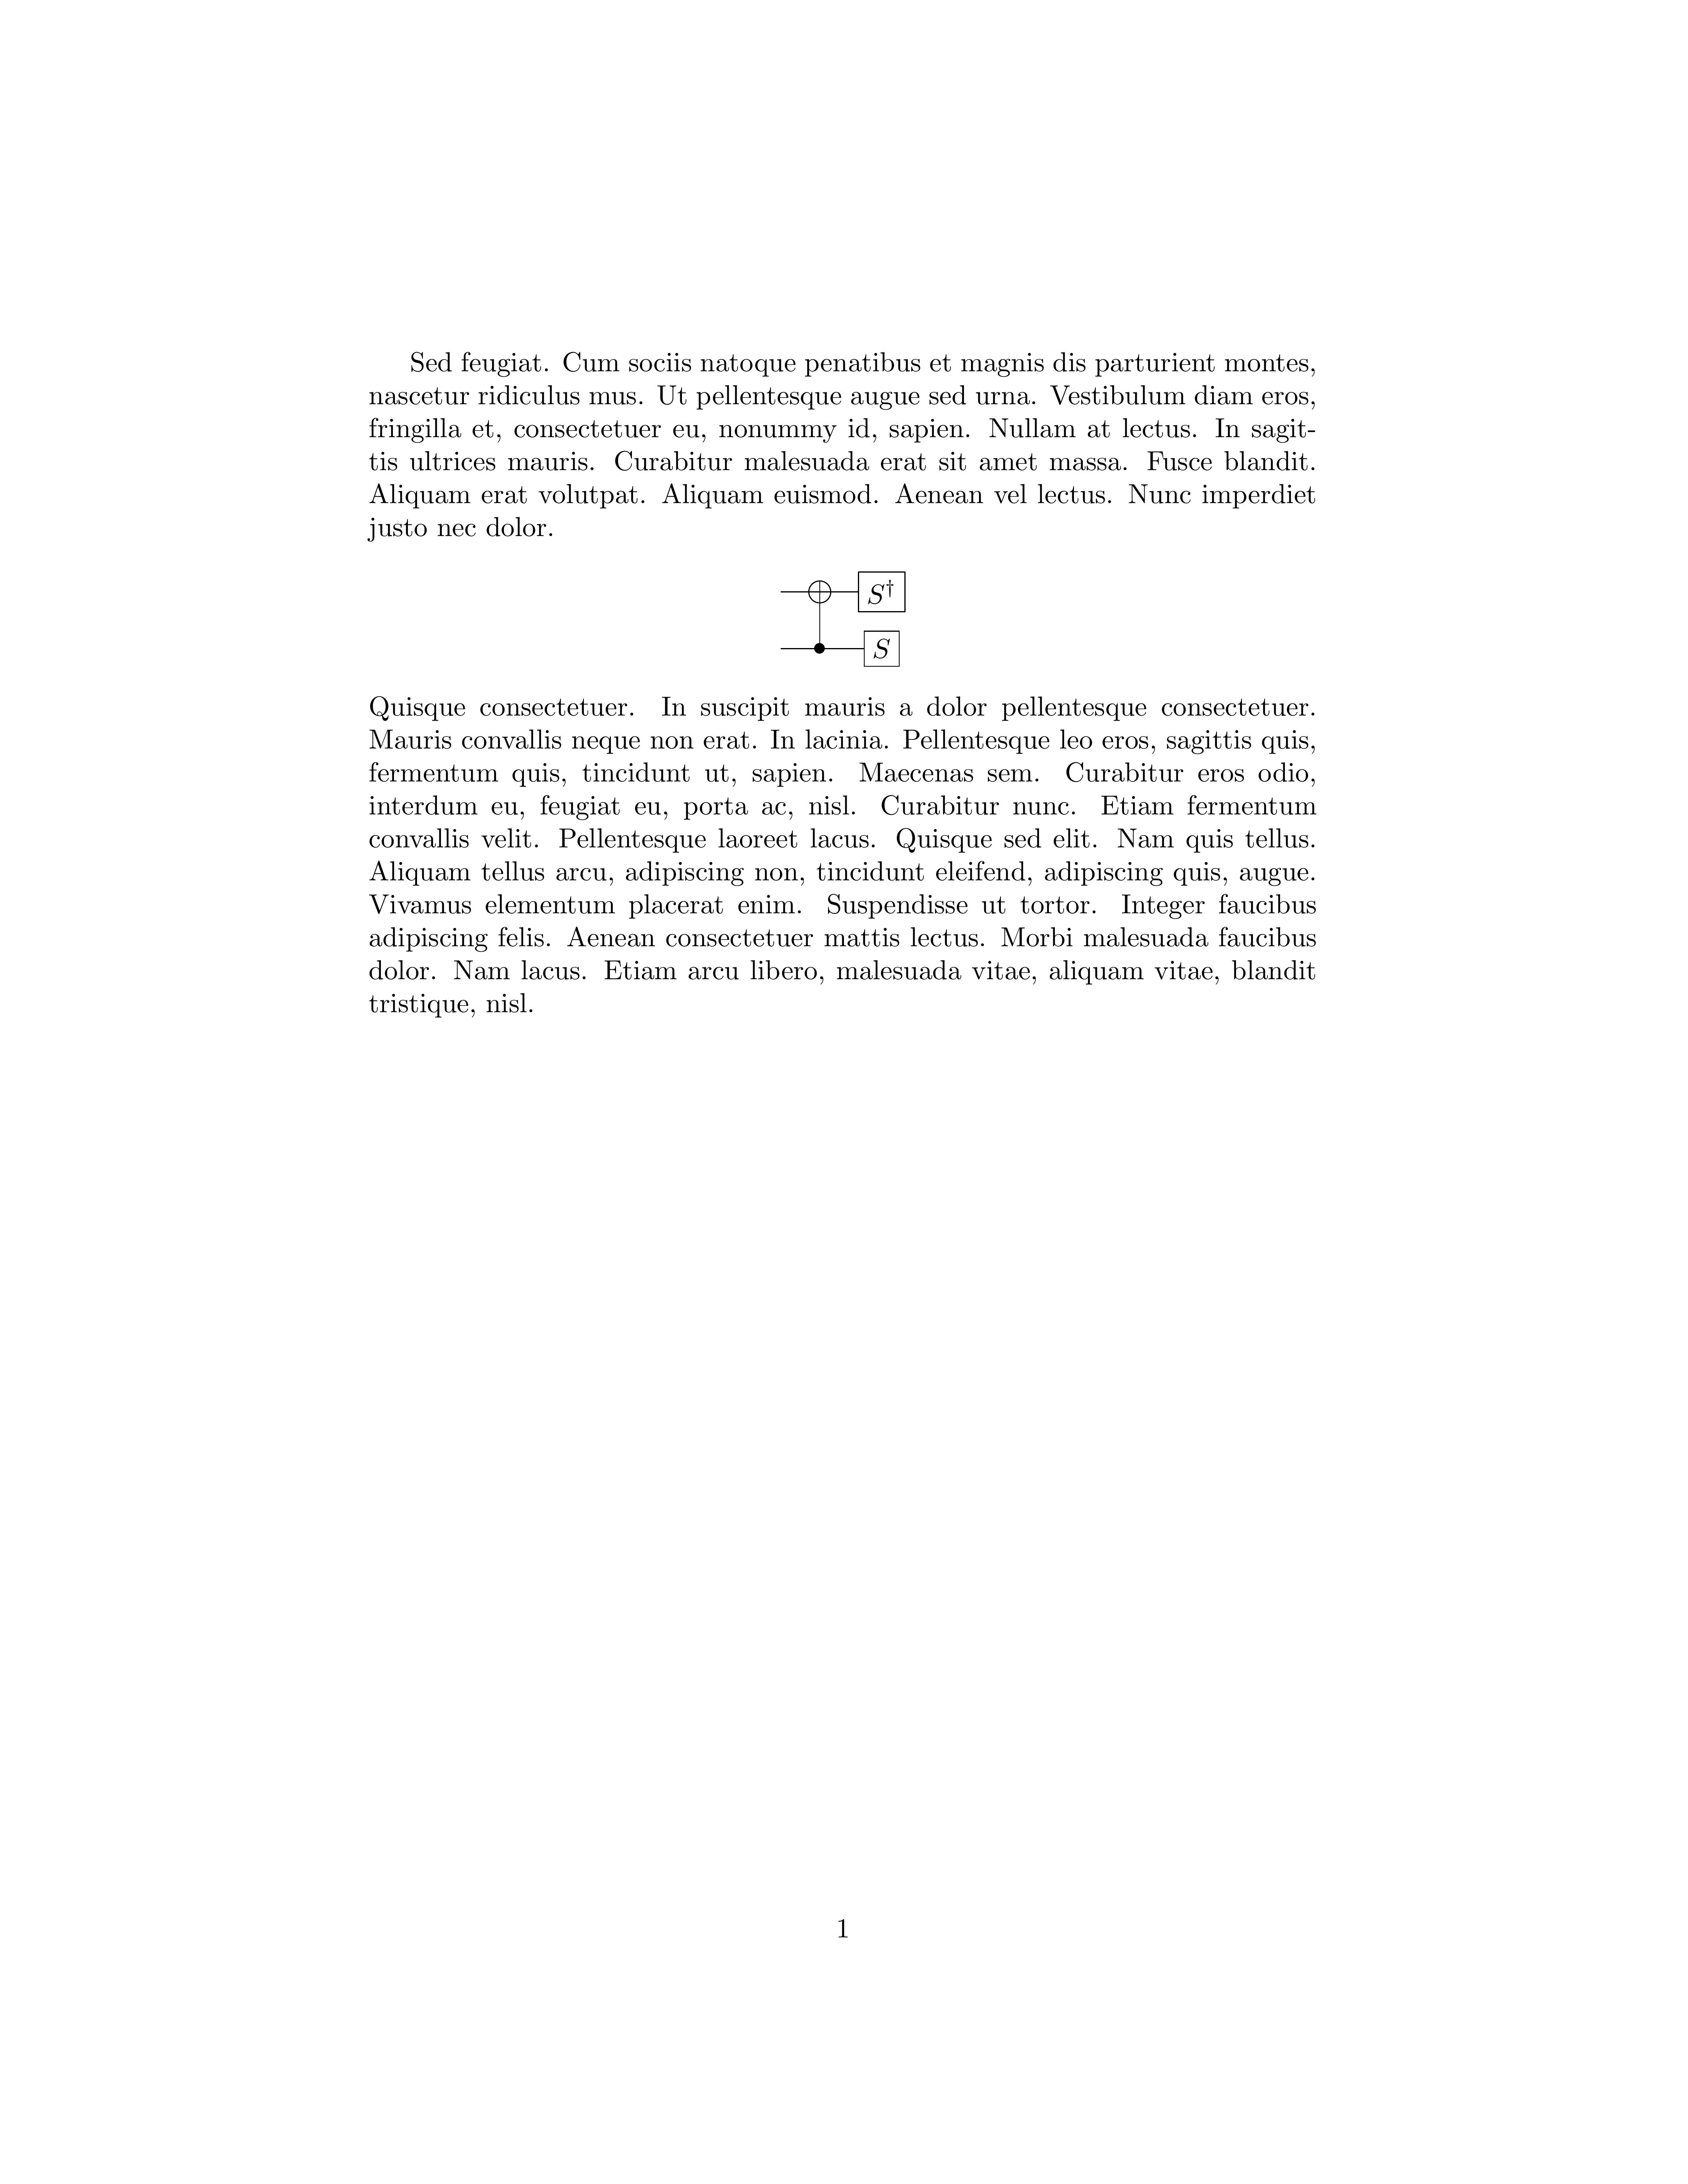 Sed feugiat. Cum sociis natoque penatibus et magnis dis parturient montes,
nascetur ridiculus mus. Ut pellentesque augue sed urna. Vestibulum diam eros,
fringilla et, consectetuer eu, nonummy id, sapien. Nullam at lectus. In sagit-
tis ultrices mauris. Curabitur malesuada erat sit amet massa. Fusce blandit.
Aliquam erat volutpat. Aliquam euismod. Aenean vel lectus. Nunc imperdiet
justo nec dolor.
S†
S
Quisque consectetuer. In suscipit mauris a dolor pellentesque consectetuer.
Mauris convallis neque non erat. In lacinia. Pellentesque leo eros, sagittis quis,
fermentum quis, tincidunt ut, sapien. Maecenas sem. Curabitur eros odio,
interdum eu, feugiat eu, porta ac, nisl. Curabitur nunc. Etiam fermentum
convallis velit. Pellentesque laoreet lacus. Quisque sed elit. Nam quis tellus.
Aliquam tellus arcu, adipiscing non, tincidunt eleifend, adipiscing quis, augue.
Vivamus elementum placerat enim. Suspendisse ut tortor. Integer faucibus
adipiscing felis. Aenean consectetuer mattis lectus. Morbi malesuada faucibus
dolor. Nam lacus. Etiam arcu libero, malesuada vitae, aliquam vitae, blandit
tristique, nisl.
1